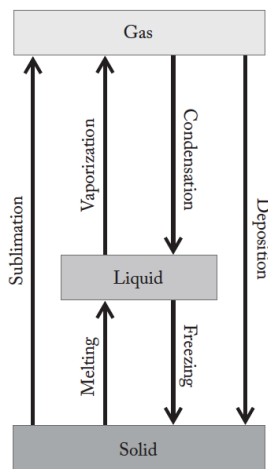 Gas
Sublimation
Vaporization
Condensation
Deposition
Liquid
Melting
Freezing
Solid